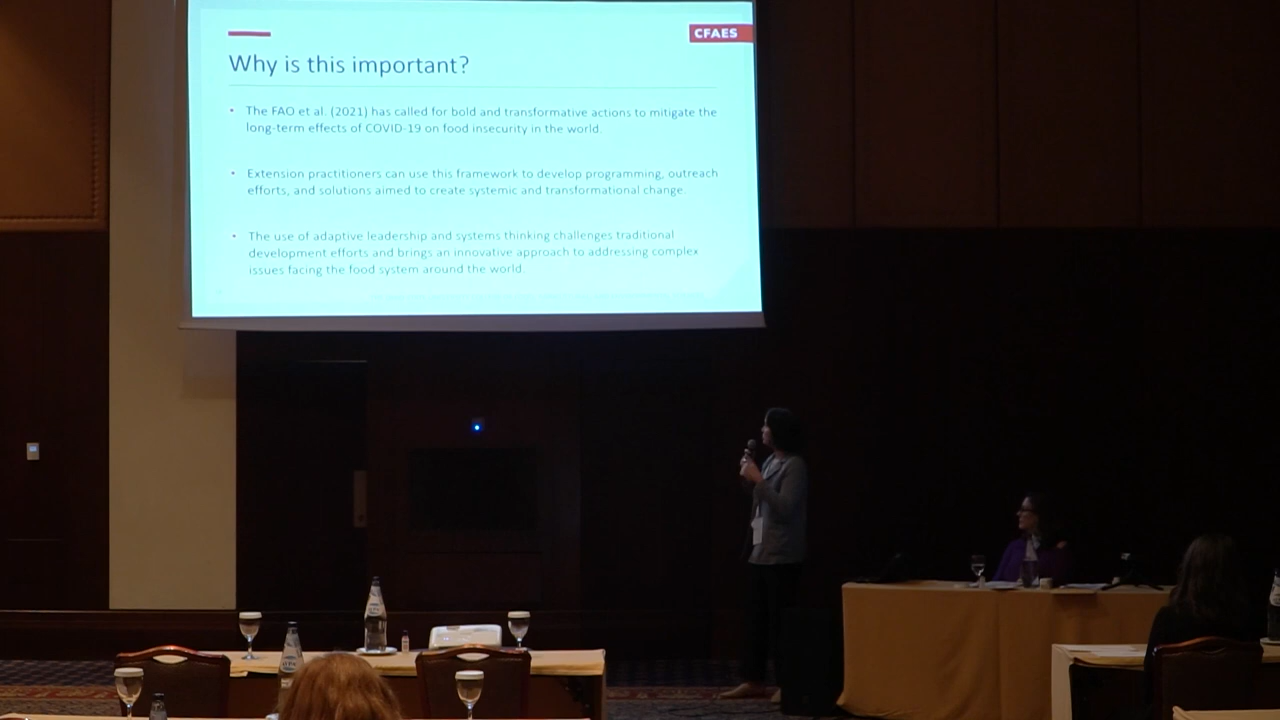 CFAES
Why is this important?
• The FAO et al. (2021) has called for bold and transformative actions to mitigate the
long-term effects of COVID-19 on food insecurity in the world.
• Extension practitioners can use this framework to develop programming, outreach
efforts, and solutions aimed to create systemic and transformational change.
• The use of adaptive leadership and systems thinking challenges traditional
development efforts and brings an innovative approach to addressing complex
issues facing the food system around the world.